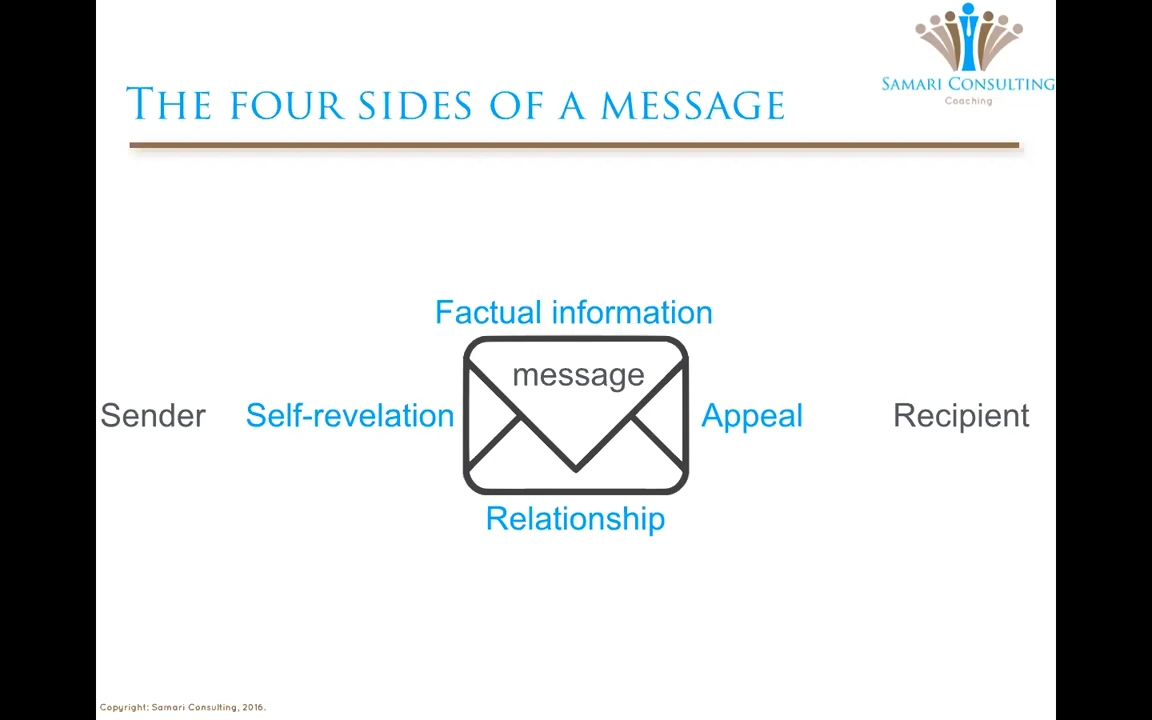 SAMARI CONSULTING
Coaching
THE FOUR SIDES OF A MESSAGE
Factual information
message
Sender
Self-revelation
Appeal
Recipient
Relationship
Copyright: Samari Consulting, 2016.